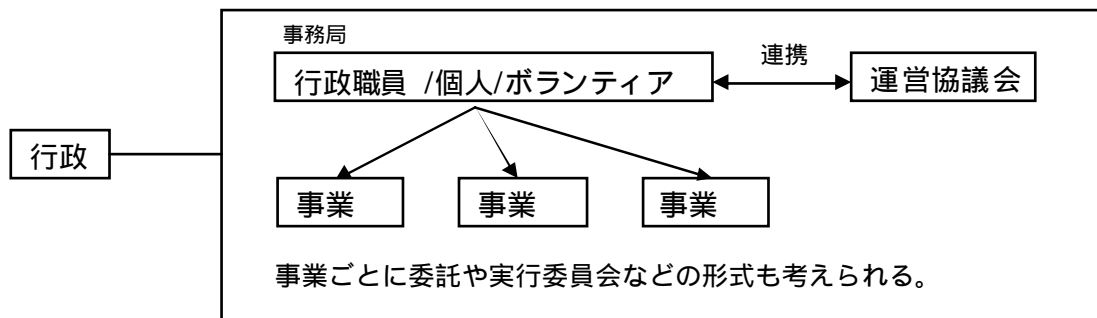 事務局
行政職員 /個人/ボランティア
連携
運営協議会
行政
事業
事業
事業
事業ごとに委託や実行委員会などの形式も考えられる。